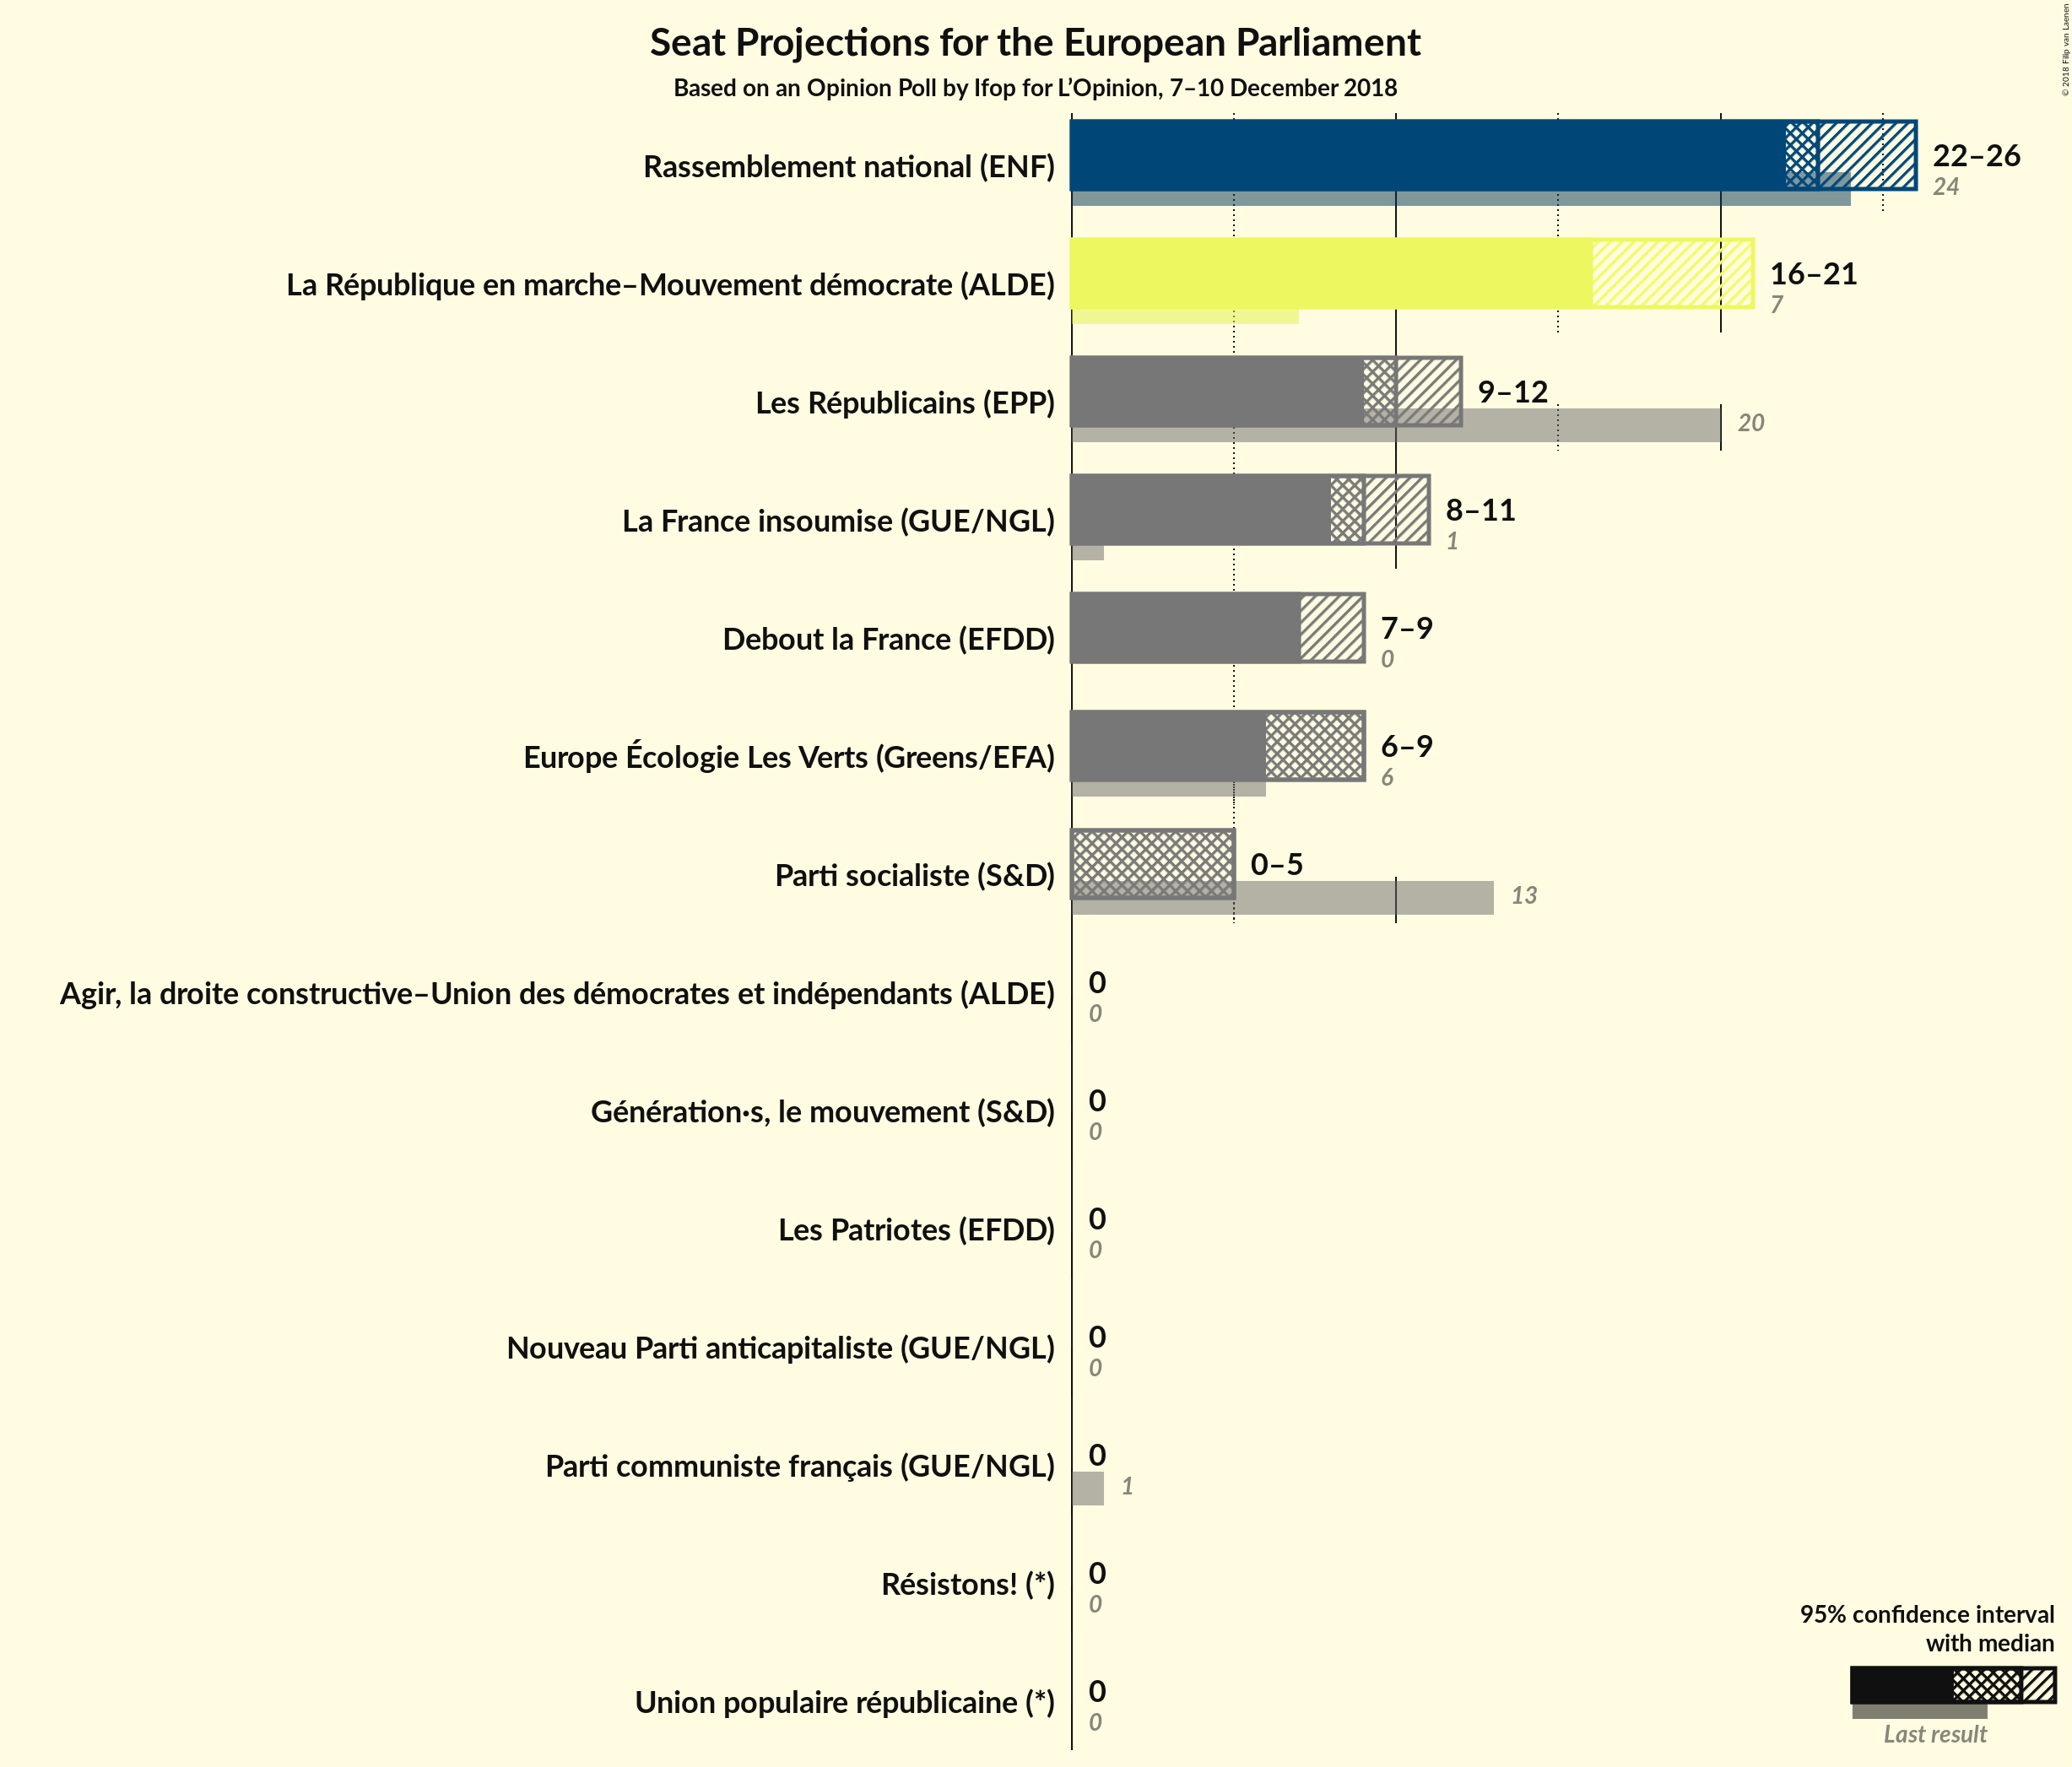 Seat Projections for the European Parliament
Based on an Opinion Poll by Ifop for L’Opinion, 7–10 December 2018
© 2018 Filip van Laenen
Rassemblement national (ENF)
22–26
24
La République en marche–Mouvement démocrate (ALDE)
16–21
7
Les Républicains (EPP)
9–12
20
La France insoumise (GUE/NGL)
8–11
1
Debout la France (EFDD)
7–9
0
Europe Écologie Les Verts (Greens/EFA)
6–9
6
Parti socialiste (S&D)
0–5
13
Agir, la droite constructive–Union des démocrates et indépendants (ALDE)
0
0
Génération·s, le mouvement (S&D)
0
0
Les Patriotes (EFDD)
0
0
Nouveau Parti anticapitaliste (GUE/NGL)
0
0
Parti communiste français (GUE/NGL)
0
1
Résistons! (*)
0
0
Union populaire républicaine (*)
0
0
95% confidence interval
with median
Last result